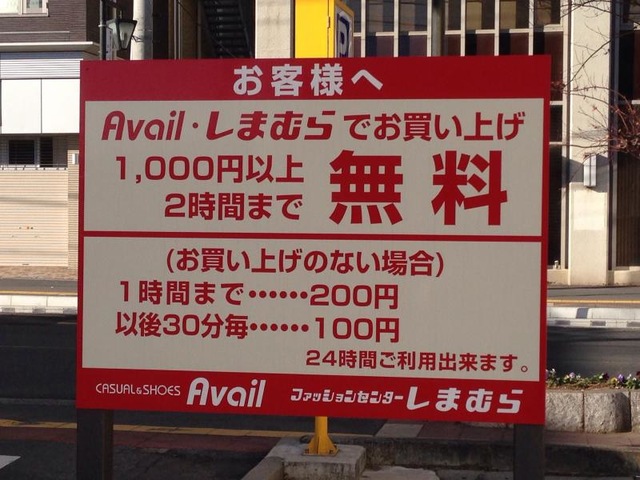 お客様へ
Avail・しまむらでお買い上げ
1,000円以上
2時間まで
無料
(お買い上げのない場合)
1時間まで……200円
以後30分毎……100円
24時間ご利用出来ます。
CASUAL&SHOES Avail ファッションセンターしまむら